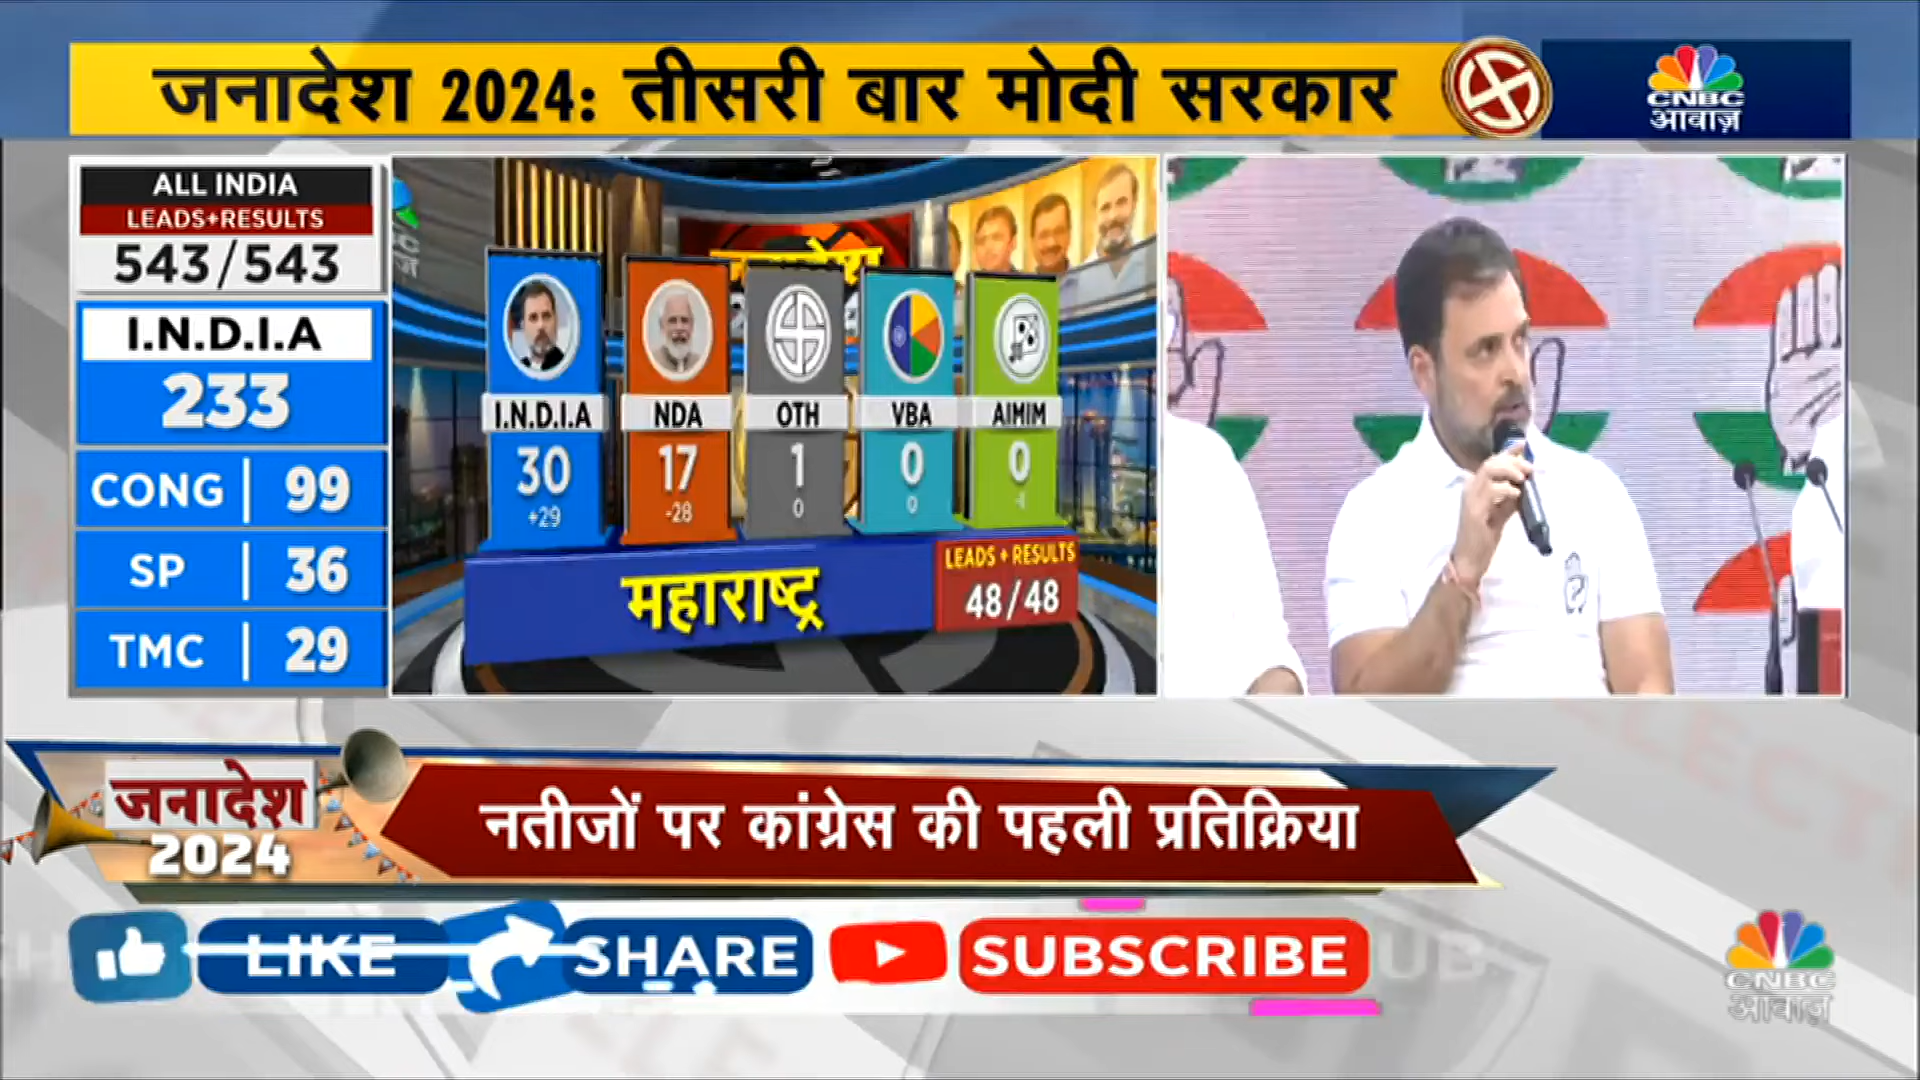 जनादेश 2024: तीसरी बार मोदी सरकार
CNBC
आवाज़
ALL INDIA
LEADS+RESULTS
543/543
I.N.D.I.A
233
CONG 99
SP 36
TMC 29
I.N.D.I.A NDA OTH VBA AIMIM
30 17 1 0 0
+29 -28 0 0 -1
महाराष्ट्र
LEADS + RESULTS
48/48
जनादेश
2024
नतीजों पर कांग्रेस की पहली प्रतिक्रिया
LIKE SHARE SUBSCRIBE
CNBC
आवाज़